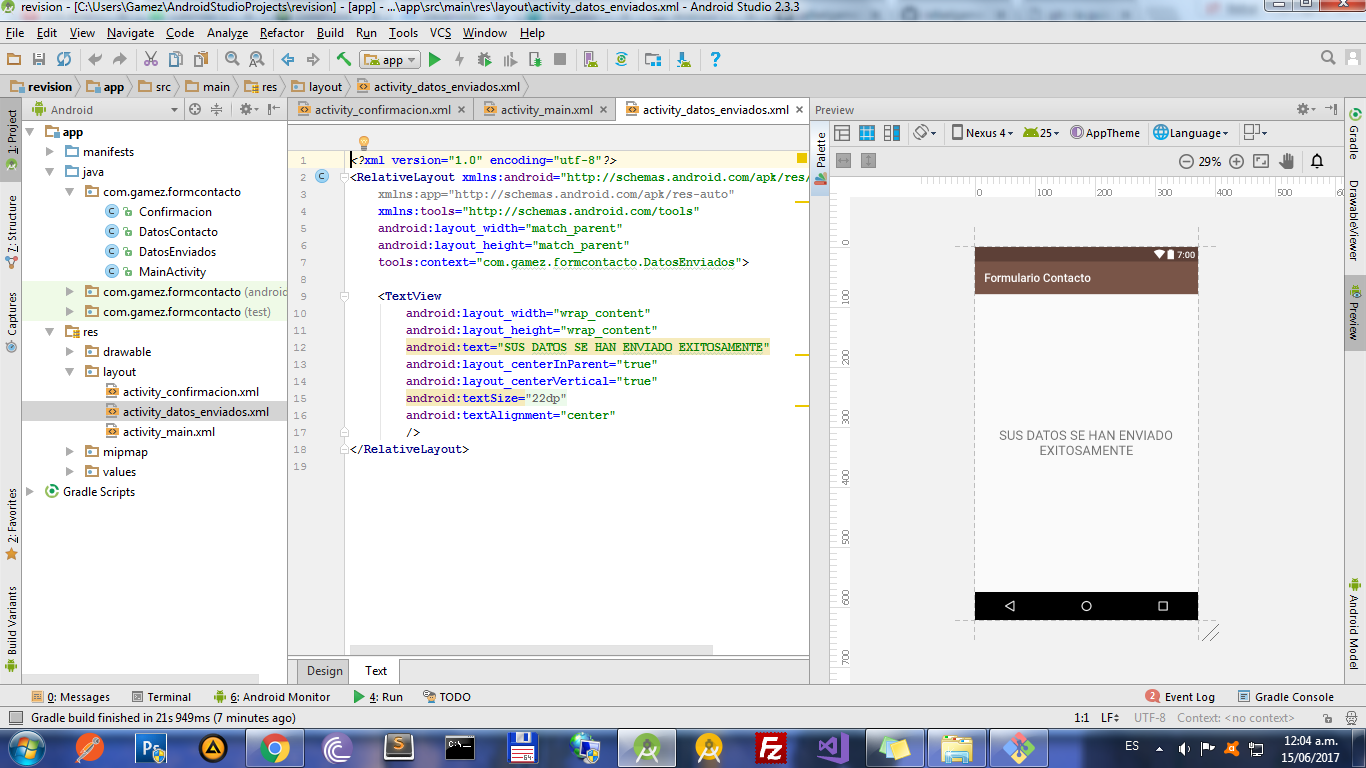 revision - [C:\Users\Gamez\AndroidStudioProjects\revision] - [app] - ...\app\src\main\res\layout\activity_datos_enviados.xml - Android Studio 2.3.3
File Edit View Navigate Code Analyze Refactor Build Run Tools VCS Window Help
app
revision app src main res layout activity_datos_enviados.xml
Android
activity_confirmacion.xml activity_main.xml activity_datos_enviados.xml
Preview
1: Project
7: Structure
Captures
2: Favorites
Build Variants
app
manifests
java
com.gamez.formcontacto
Confirmacion
DatosContacto
DatosEnviados
MainActivity
com.gamez.formcontacto (android
com.gamez.formcontacto (test)
res
drawable
layout
activity_confirmacion.xml
activity_datos_enviados.xml
activity_main.xml
mipmap
values
Gradle Scripts
1 <?xml version="1.0" encoding="utf-8"?>
2 <RelativeLayout xmlns:android="http://schemas.android.com/apk/res/
3 xmlns:app="http://schemas.android.com/apk/res-auto"
4 xmlns:tools="http://schemas.android.com/tools"
5 android:layout_width="match_parent"
6 android:layout_height="match_parent"
7 tools:context="com.gamez.formcontacto.DatosEnviados">
8
9 <TextView
10 android:layout_width="wrap_content"
11 android:layout_height="wrap_content"
12 android:text="SUS DATOS SE HAN ENVIADO EXITOSAMENTE"
13 android:layout_centerInParent="true"
14 android:layout_centerVertical="true"
15 android:textSize="22dp"
16 android:textAlignment="center"
17 />
18 </RelativeLayout>
19
Design Text
Palette
Nexus 4 25 AppTheme Language
29%
0 100 200 300 400 500 600
0
100
200
300
400
500
600
700
7:00
Formulario Contacto
SUS DATOS SE HAN ENVIADO
EXITOSAMENTE
Gradle
DrawableViewer
Preview
Android Model
0: Messages Terminal 6: Android Monitor 4: Run TODO
2 Event Log Gradle Console
Gradle build finished in 21s 949ms (7 minutes ago)
1:1 LF UTF-8 Context: <no context>
Ps
S
C:\
64
Fz
ES
12:04 a.m.
15/06/2017